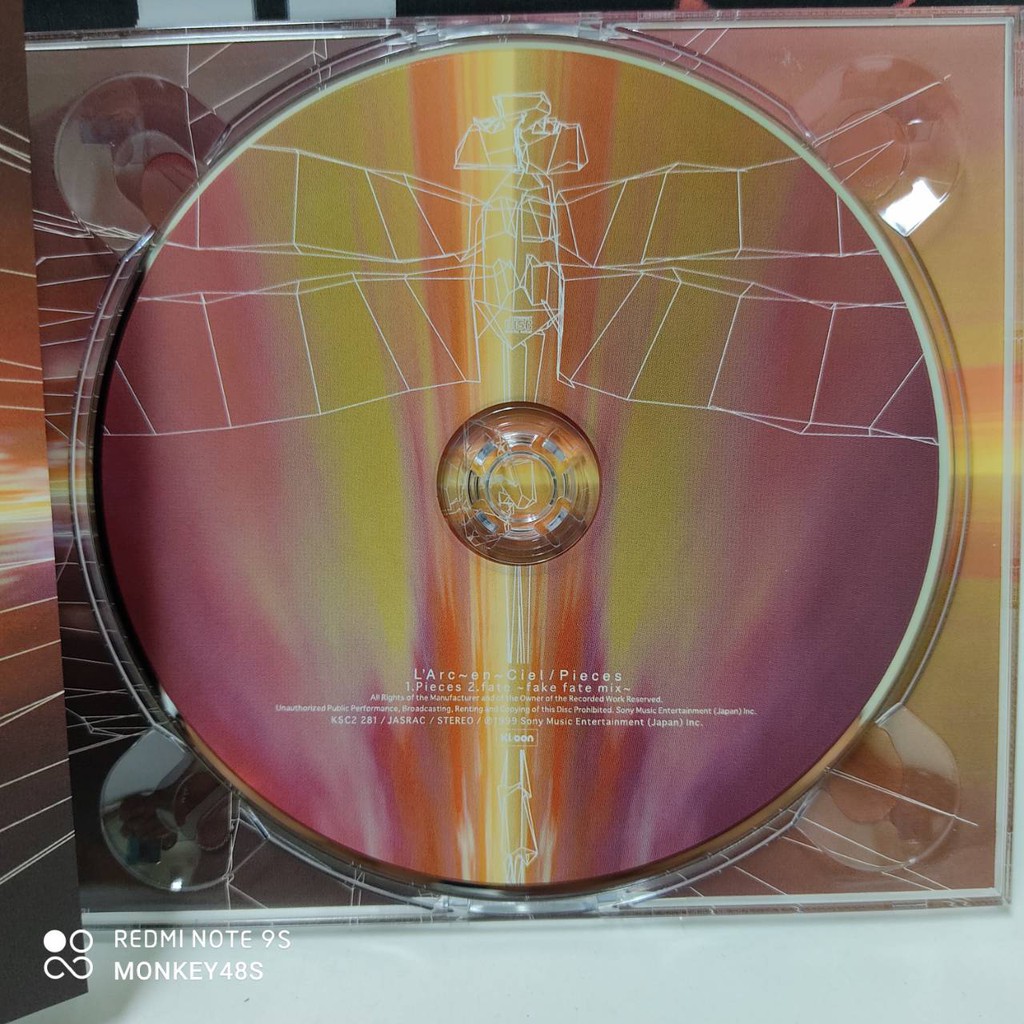 L'Arc~en~Ciel/Pieces
1.Pieces 2.fate ~fake fate mix~
All Rights of the Manufacturer and of the Owner of the Recorded Work Reserved.
Unauthorized Public Performance, Broadcasting, Renting and Copying of this Disc Prohibited. Sony Music Entertainment (Japan) Inc.
KSC2 281 / JASRAC / STEREO / ℗1999 Sony Music Entertainment (Japan) Inc.
Ki/oon
REDMI NOTE 9S
MONKEY48S